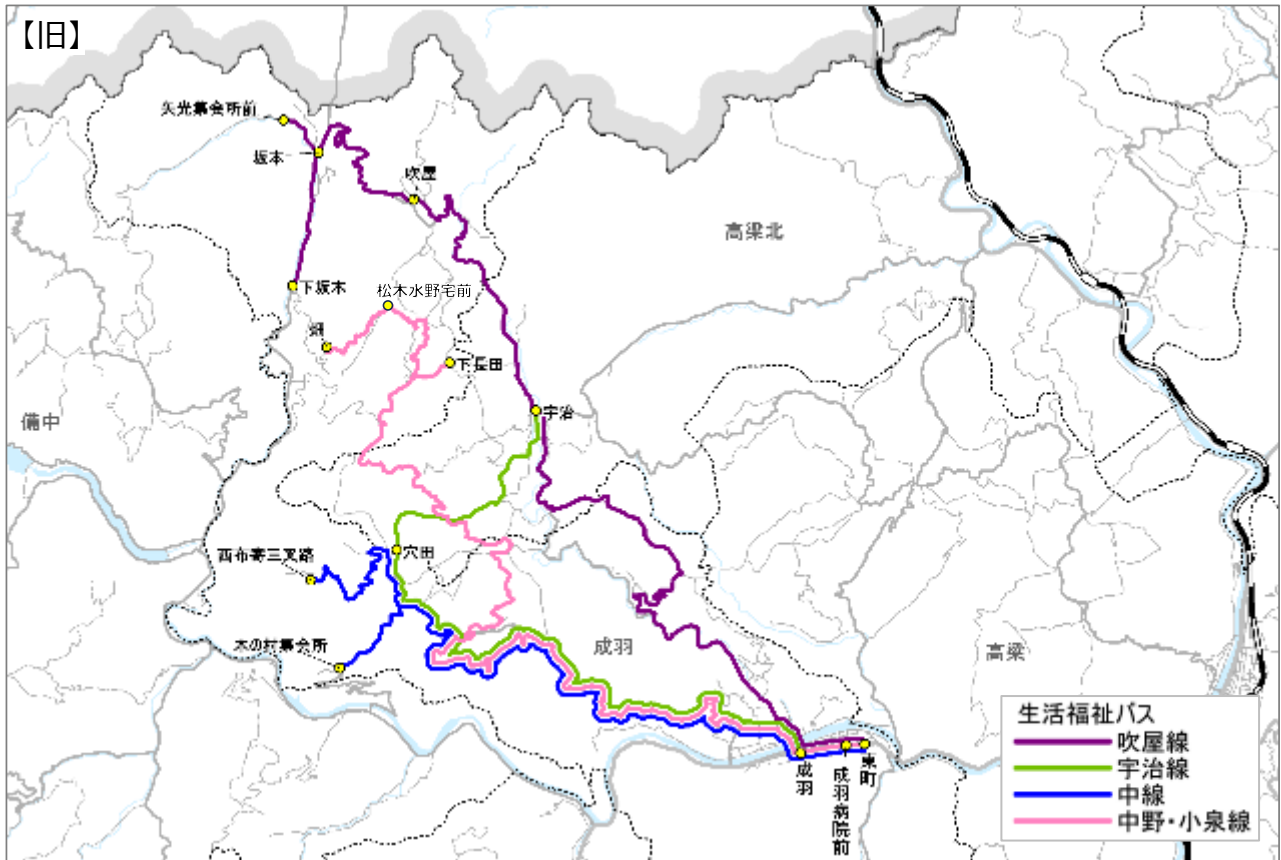 【旧】
矢光集会所前
坂本
吹屋
高梁北
下坂本
松木水野宅前
畑
下長田
宇治
備中
穴田
西布寄三叉路
木の村集会所
成羽
高梁
成羽
成羽病院前
東町
生活福祉バス
吹屋線
宇治線
中線
中野・小泉線